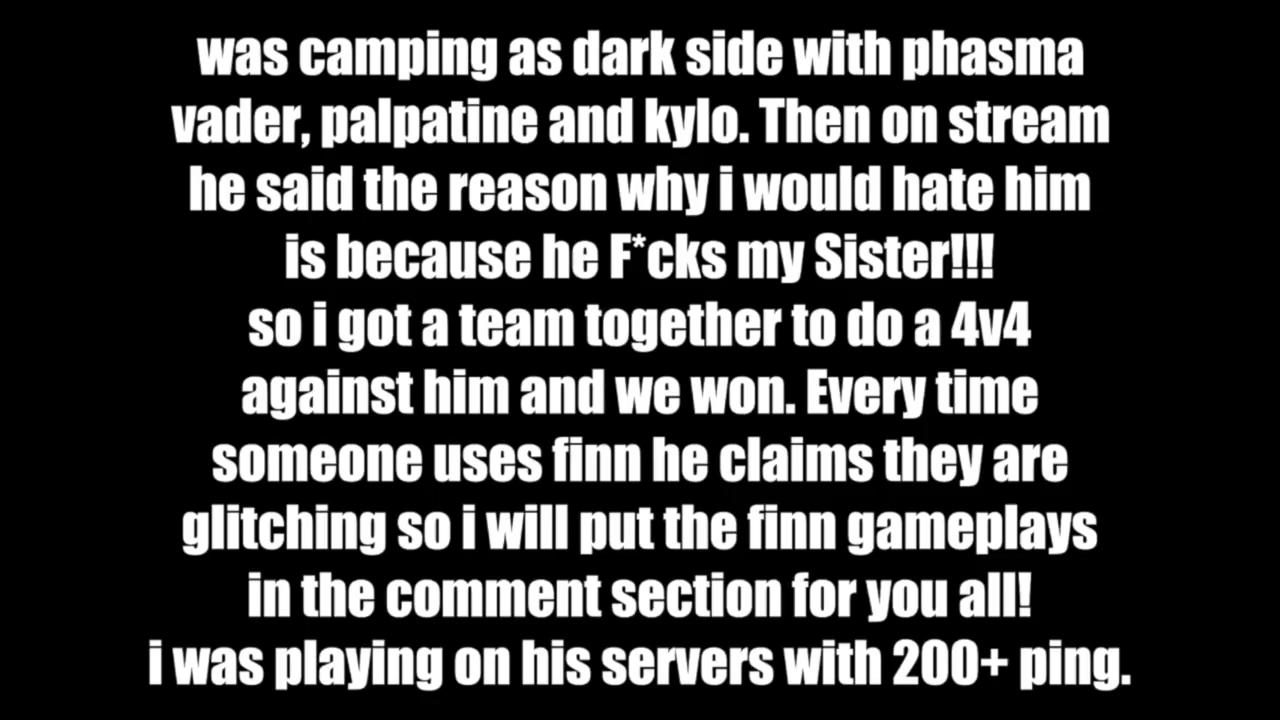 was camping as dark side with phasma
vader, palpatine and kylo. Then on stream
he said the reason why i would hate him
is because he F*cks my Sister!!!
so i got a team together to do a 4v4
against him and we won. Every time
someone uses finn he claims they are
glitching so i will put the finn gameplays
in the comment section for you all!
i was playing on his servers with 200+ ping.